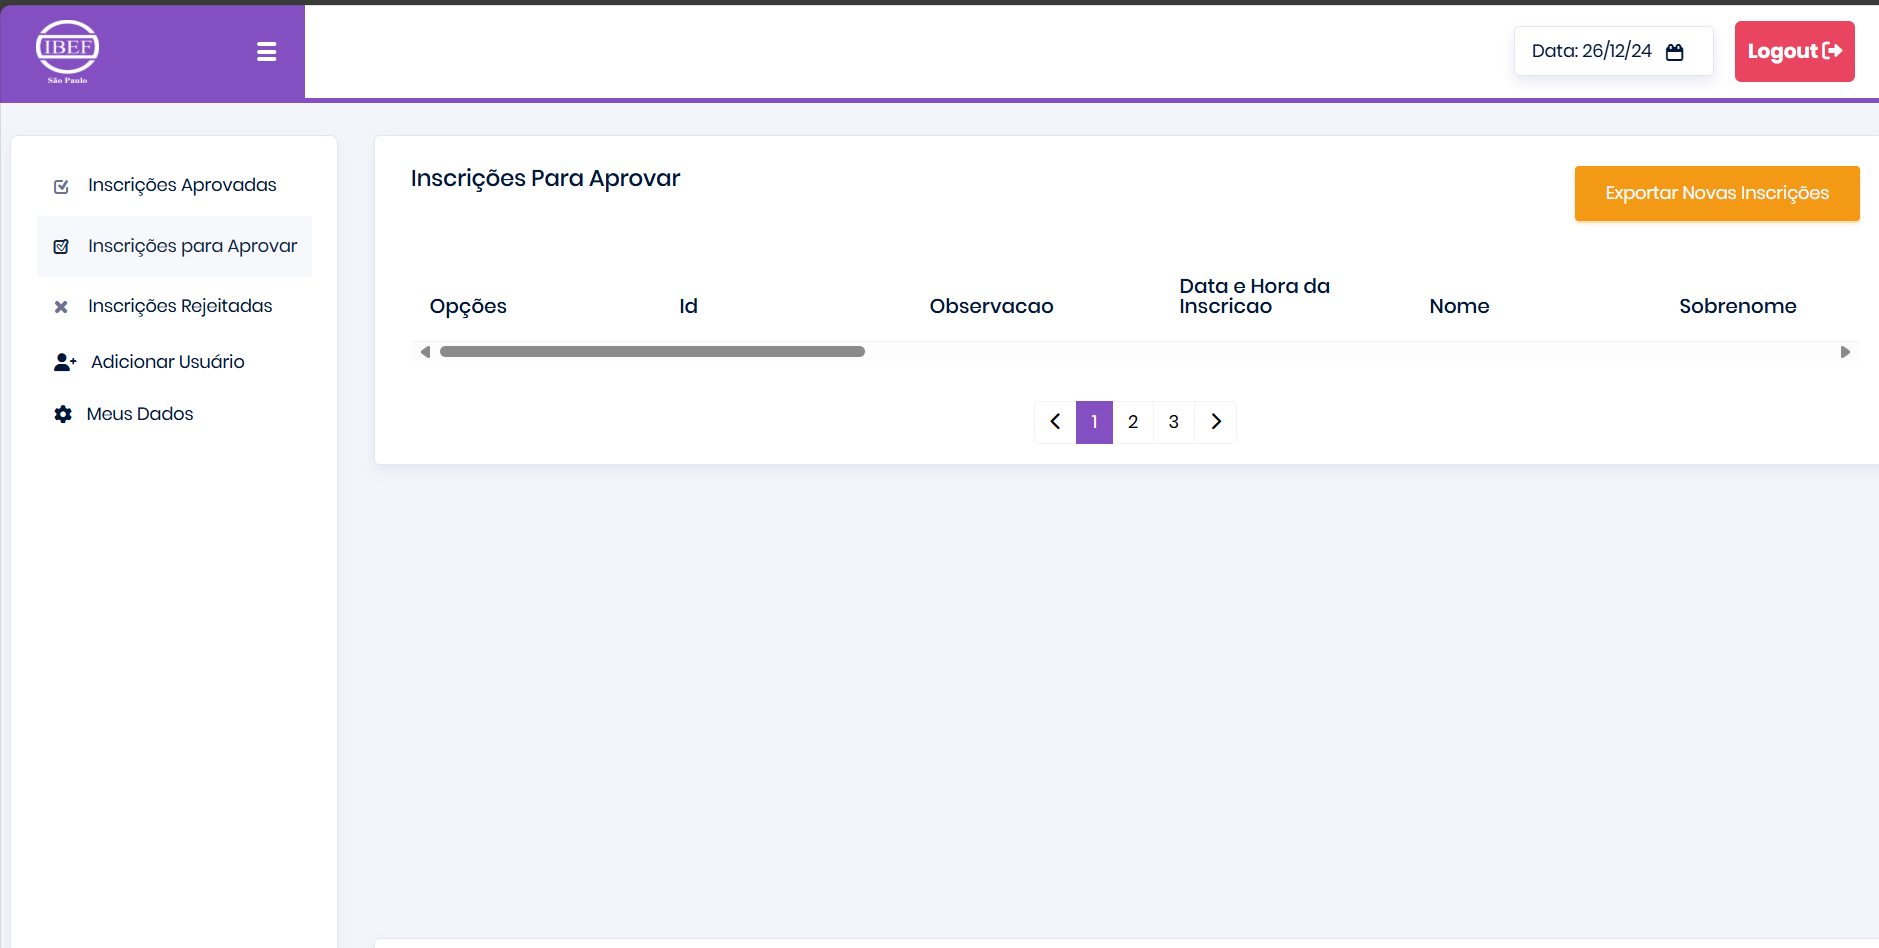 IBEF
São Paulo
Data: 26/12/24
Logout
Inscrições Aprovadas
Inscrições para Aprovar
Inscrições Rejeitadas
Adicionar Usuário
Meus Dados
Inscrições Para Aprovar
Exportar Novas Inscrições
Opções
Id
Observacao
Data e Hora da
Inscricao
Nome
Sobrenome
1
2
3